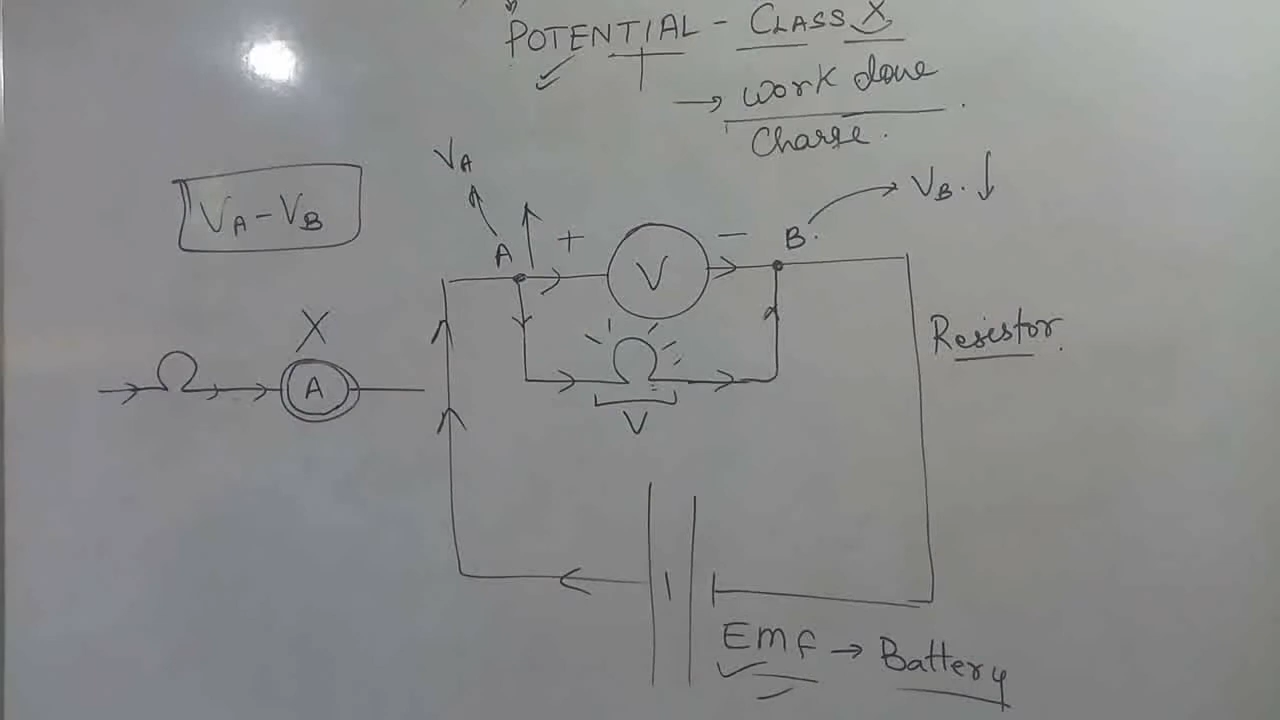 POTENTIAL - CLASS X
→ work done
charge.
VA
VA - VB
VB. ↓
A
+
V
-
B.
X
A
Resistor.
V
Emf → Battery